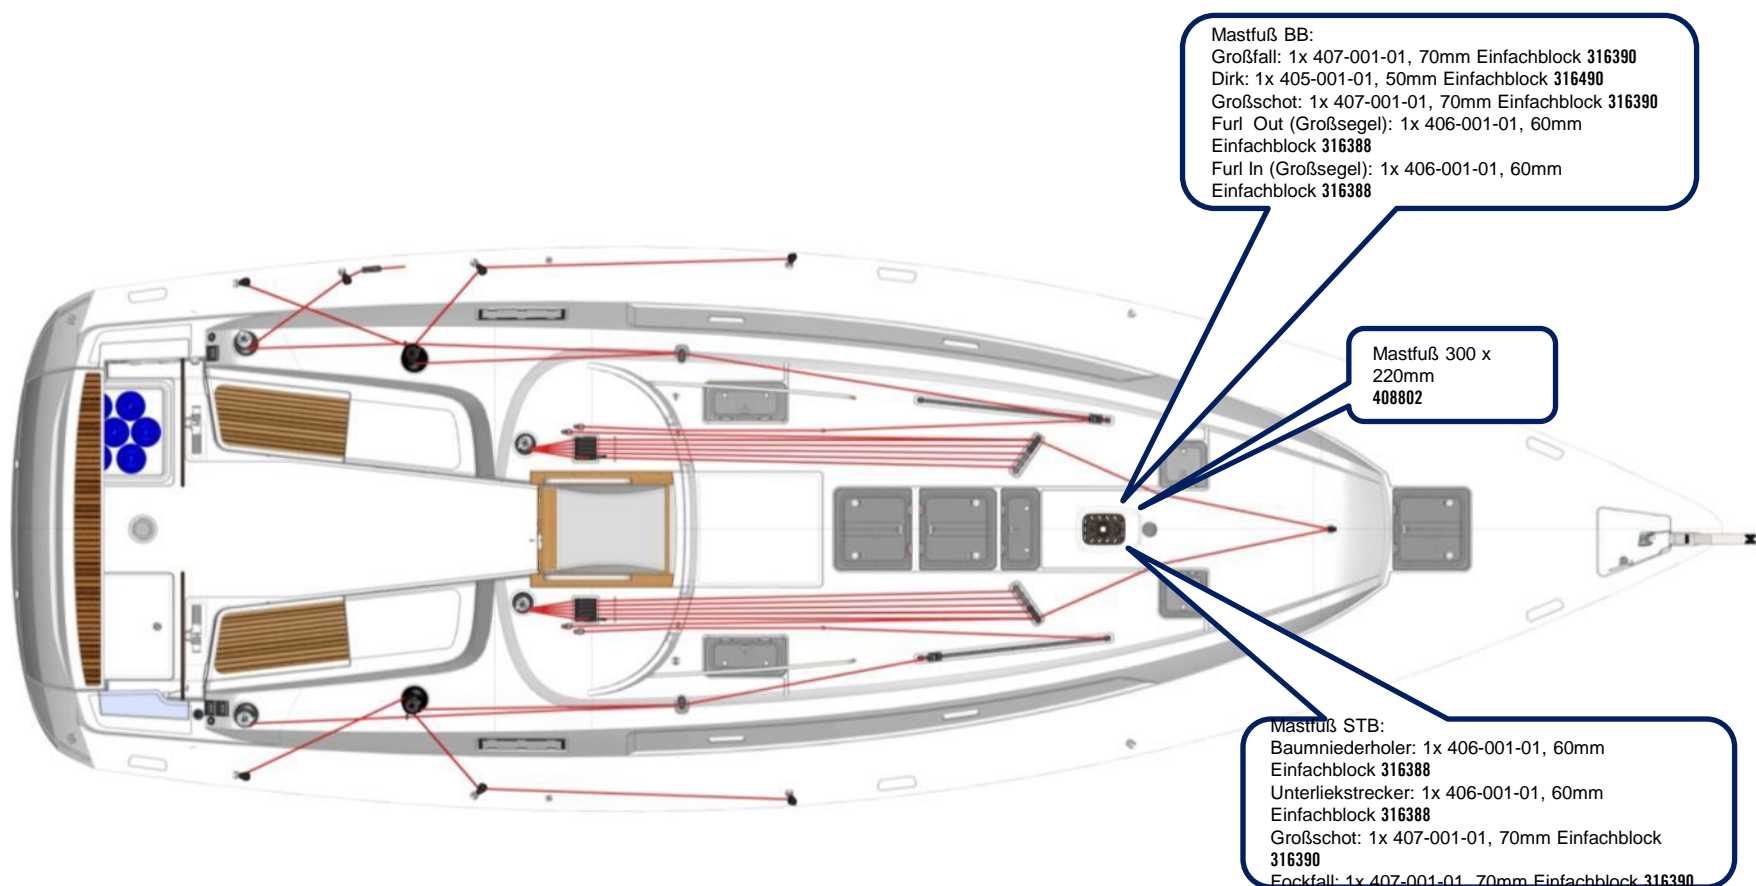 Mastfuß BB:
Großfall: 1x 407-001-01, 70mm Einfachblock 316390
Dirk: 1x 405-001-01, 50mm Einfachblock 316490
Großschot: 1x 407-001-01, 70mm Einfachblock 316390
Furl Out (Großsegel): 1x 406-001-01, 60mm
Einfachblock 316388
Furl In (Großsegel): 1x 406-001-01, 60mm
Einfachblock 316388
Mastfuß 300 x
220mm
408802
Mastfuß STB:
Baumniederholer: 1x 406-001-01, 60mm
Einfachblock 316388
Unterliekstrecker: 1x 406-001-01, 60mm
Einfachblock 316388
Großschot: 1x 407-001-01, 70mm Einfachblock
316390
Fockfall: 1x 407-001-01, 70mm Einfachblock 316390